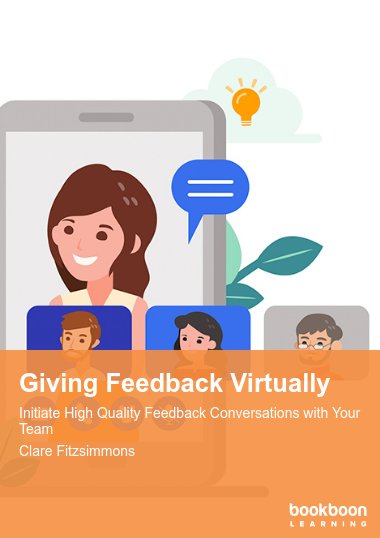 Giving Feedback Virtually
Initiate High Quality Feedback Conversations with Your
Team
Clare Fitzsimmons
bookboon
LEARNING